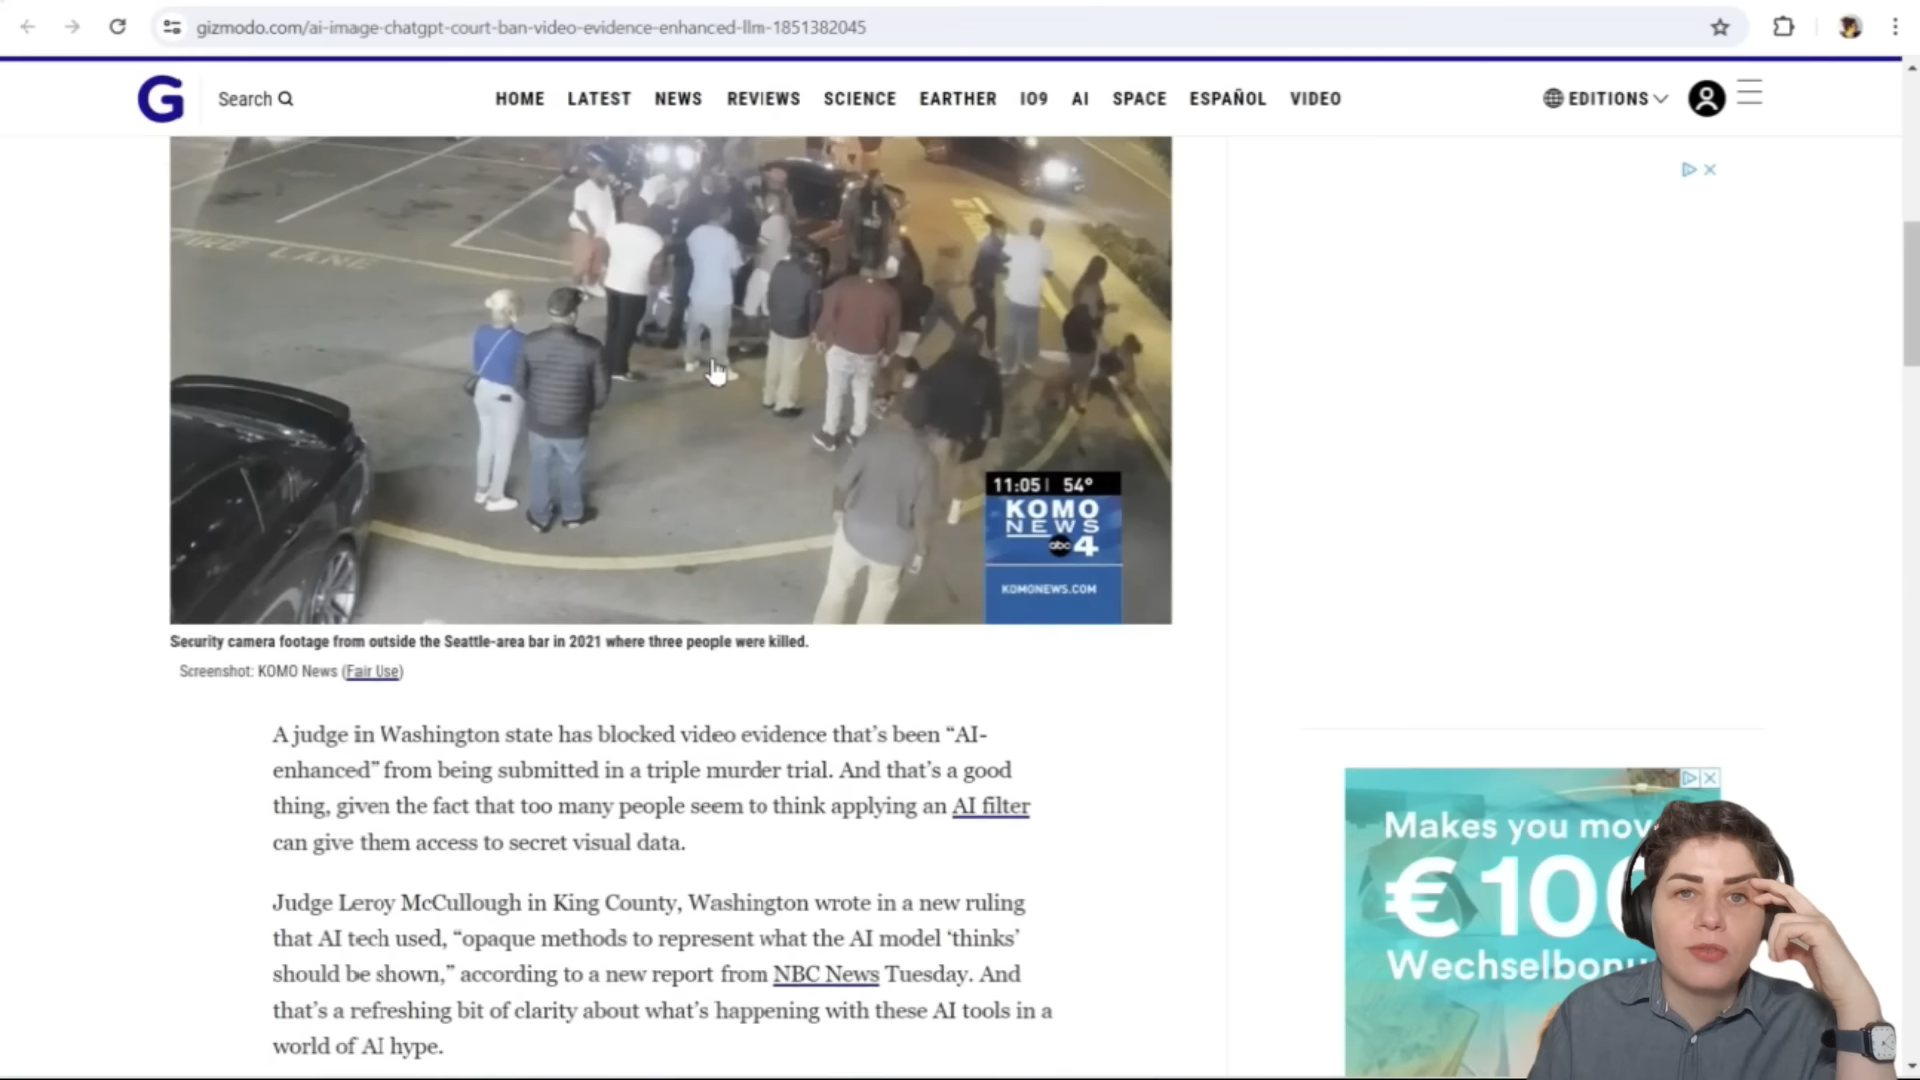 gizmodo.com/ai-image-chatgpt-court-ban-video-evidence-enhanced-llm-1851382045
G Search HOME LATEST NEWS REVIEWS SCIENCE EARTHER IO9 AI SPACE ESPAÑOL VIDEO EDITIONS
FIRE LANE
11:05 54°
KOMO
NEWS
abc 4
KOMONEWS.COM
Security camera footage from outside the Seattle-area bar in 2021 where three people were killed.
Screenshot: KOMO News (Fair Use)
A judge in Washington state has blocked video evidence that’s been “AI-
enhanced” from being submitted in a triple murder trial. And that’s a good
thing, given the fact that too many people seem to think applying an AI filter
can give them access to secret visual data.
Judge Leroy McCullough in King County, Washington wrote in a new ruling
that AI tech used, “opaque methods to represent what the AI model ‘thinks’
should be shown,” according to a new report from NBC News Tuesday. And
that’s a refreshing bit of clarity about what’s happening with these AI tools in a
world of AI hype.
Makes you mov
€100
Wechselbonu